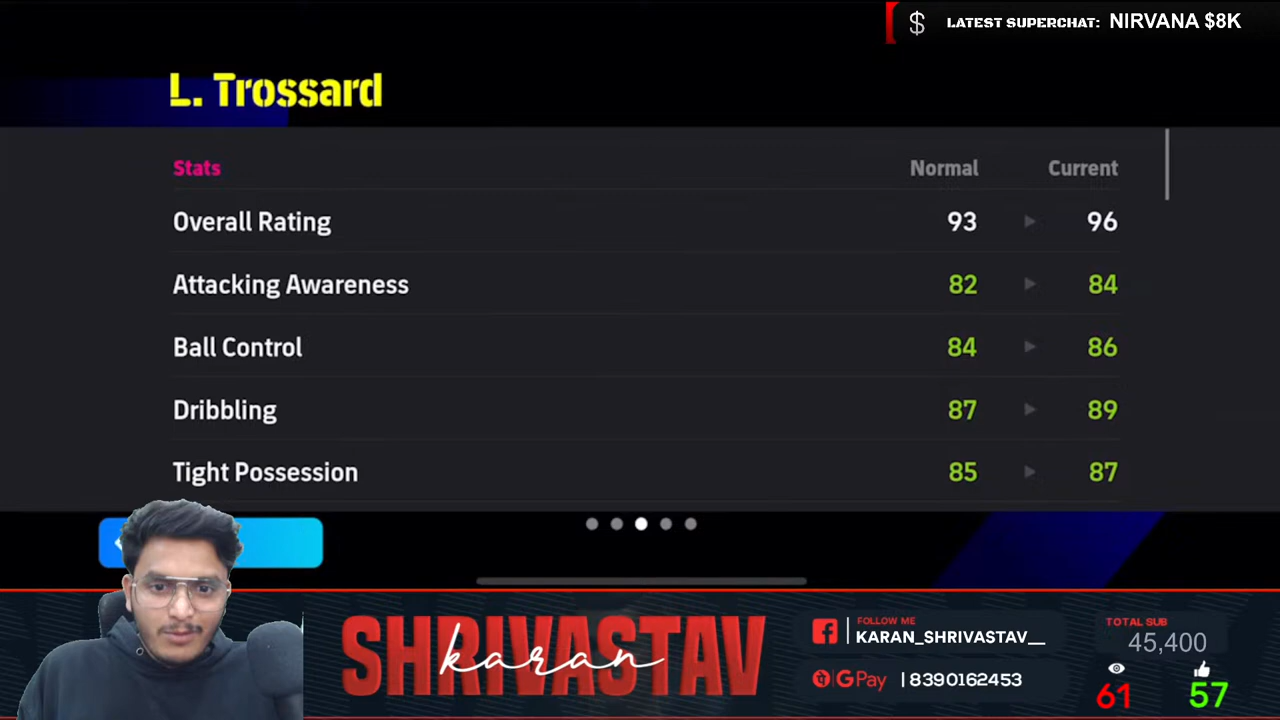 LATEST SUPERCHAT: NIRVANA $8K
L. Trossard
Stats Normal Current
Overall Rating 93 96
Attacking Awareness 82 84
Ball Control 84 86
Dribbling 87 89
Tight Possession 85 87
SHRIVASTAV
karan
FOLLOW ME
KARAN_SHRIVASTAV__
GPay | 8390162453
TOTAL SUB
45,400
61 57